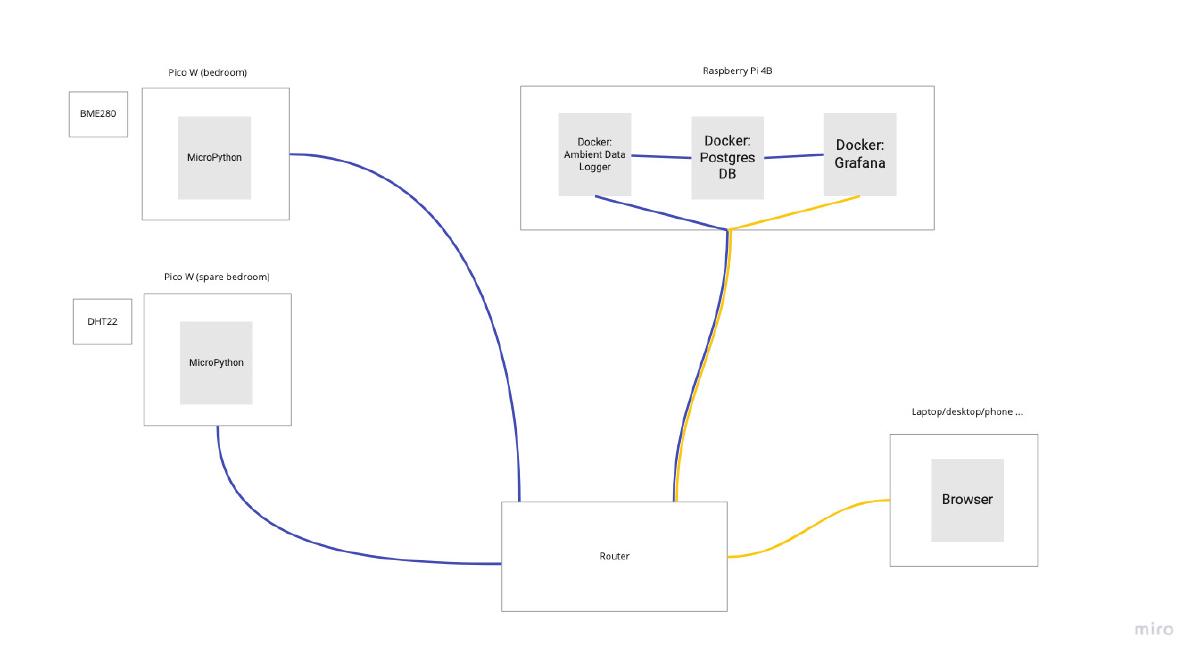 Pico W (bedroom)
BME280
MicroPython
Raspberry Pi 4B
Docker:
Ambient Data
Logger
Docker:
Postgres
DB
Docker:
Grafana
Pico W (spare bedroom)
DHT22
MicroPython
Laptop/desktop/phone ...
Browser
Router
miro